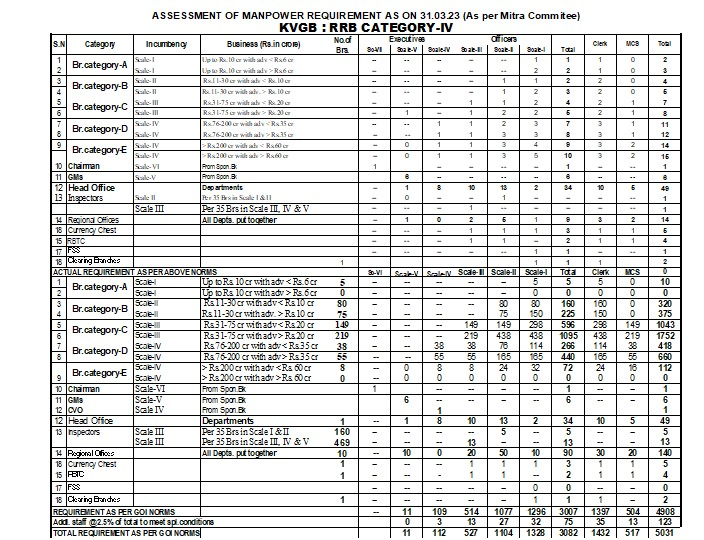 ASSESSMENT OF MANPOWER REQUIREMENT AS ON 31.03.23 (As per Mitra Commitee)
KVGB : RRB CATEGORY-IV
No.of Executives Officers
S.N Category Incumbency Business (Rs.in crore) Brs. Sc-VII Scale-V Scale-IV Scale-III Scale-II Scale-I Total Clerk MCS Total
1 Br.category-A Scale-I Up to Rs.10 cr with adv < Rs.6 cr -- -- -- -- -- 1 1 1 0 2
2 Scale-I Up to Rs.10 cr with adv > Rs.6 cr -- -- -- -- -- 2 2 1 0 3
3 Br.category-B Scale-II Rs.11-30 cr with adv < Rs.10 cr -- -- -- -- 1 1 2 2 0 4
4 Scale-II Rs.11-30 cr with adv. > Rs.10 cr -- -- -- -- 1 2 3 2 0 5
5 Br.category-C Scale-III Rs.31-75 cr with adv < Rs.20 cr -- -- -- 1 1 2 4 2 1 7
6 Scale-III Rs.31-75 cr with adv > Rs.20 cr -- 1 -- 1 2 2 5 2 1 8
7 Br.category-D Scale-IV Rs.76-200 cr with adv < Rs.35 cr -- -- 1 1 2 3 7 3 1 11
8 Scale-IV Rs.76-200 cr with adv > Rs.35 cr -- -- 1 1 3 3 8 3 1 12
9 Br.category-E Scale-IV > Rs.200 cr with adv < Rs.60 cr -- 0 1 1 3 4 9 3 2 14
Scale-IV > Rs.200 cr with adv > Rs.60 cr -- 0 1 1 3 5 10 3 2 15
10 Chairman Scale-VI From Spon.Bk 1 -- -- -- -- 1 -- -- 1
11 GMs Scale-V From Spon.Bk 6 -- -- -- -- 6 -- -- 6
12 Head Office Departments -- 1 8 10 13 2 34 10 5 49
13 Inspectors Scale II Per 35 Brs in Scale I &II -- 0 -- -- 1 -- -- -- -- 1
Scale III Per 35 Brs in Scale III, IV & V -- -- 1 -- -- -- -- 1
14 Regional Offices All Depts. put together -- 1 0 2 5 1 9 3 2 14
18 Currency Chest -- -- -- 1 1 1 3 1 1 5
15 RBTC -- -- -- 1 1 -- 2 1 1 4
17 FSS -- -- -- -- -- 1 1 -- -- 1
18 Clearing Branches 1 1 1 1 2
ACTUAL REQUIREMENT AS PER ABOVE NORMS Sc-VI Scale-V Scale-IV Scale-III Scale-II Scale-I Total Clerk MCS 0
1 Br.category-A Scale-I Up to Rs.10 cr with adv < Rs.6 cr 5 -- -- -- -- -- 5 5 5 0 10
2 Scale-I Up to Rs.10 cr with adv > Rs.6 cr 0 -- -- -- -- -- 0 0 0 0 0
3 Br.category-B Scale-II Rs.11-30 cr with adv < Rs.10 cr 80 -- -- -- -- 80 80 160 160 0 320
4 Scale-II Rs.11-30 cr with adv. > Rs.10 cr 75 -- -- -- -- 75 150 225 150 0 375
5 Br.category-C Scale-III Rs.31-75 cr with adv < Rs.20 cr 149 -- -- -- 149 149 298 596 298 149 1043
6 Scale-III Rs.31-75 cr with adv > Rs.20 cr 219 -- -- -- 219 438 438 1095 438 219 1752
7 Br.category-D Scale-IV Rs.76-200 cr with adv < Rs.35 cr 38 -- -- 38 38 76 114 266 114 38 418
8 Scale-IV Rs.76-200 cr with adv > Rs.35 cr 55 -- -- 55 55 165 165 440 165 55 660
Br.category-E Scale-IV > Rs.200 cr with adv < Rs.60 cr 8 -- 0 8 8 24 32 72 24 16 112
9 Scale-IV > Rs.200 cr with adv > Rs.60 cr 0 -- 0 0 0 0 0 0 0 0 0
10 Chairman Scale-VI From Spon.Bk 1 -- -- -- -- 1 -- -- 1
11 GMs Scale-V From Spon.Bk 6 -- -- -- -- 6 -- -- 6
12 CVO Scale IV From Spon.Bk 1 1
12 Head Office Departments 1 -- 1 8 10 13 2 34 10 5 49
13 Inspectors Scale III Per 35 Brs in Scale I & II 160 -- -- -- -- 5 -- 5 -- -- 5
Scale III Per 35 Brs in Scale III, IV & V 469 -- -- -- 13 -- -- 13 -- -- 13
14 Regional Offices All Depts. put together 10 -- 10 0 20 50 10 90 30 20 140
18 Currency Chest 1 -- -- -- 1 1 1 3 1 1 5
15 RBTC 1 -- -- -- 1 1 -- 2 1 1 4
17 FSS -- -- -- -- -- 0 0 -- -- 0
18 Clearing Branches 1 -- -- -- -- -- 1 1 1 -- 2
REQUIREMENT AS PER GOI NORMS -- 11 109 514 1077 1296 3007 1397 504 4908
Addl. staff @2.5% of total to meet spl.conditions 0 3 13 27 32 75 35 13 123
TOTAL REQUIREMENT AS PER GOI NORMS 11 112 527 1104 1328 3082 1432 517 5031